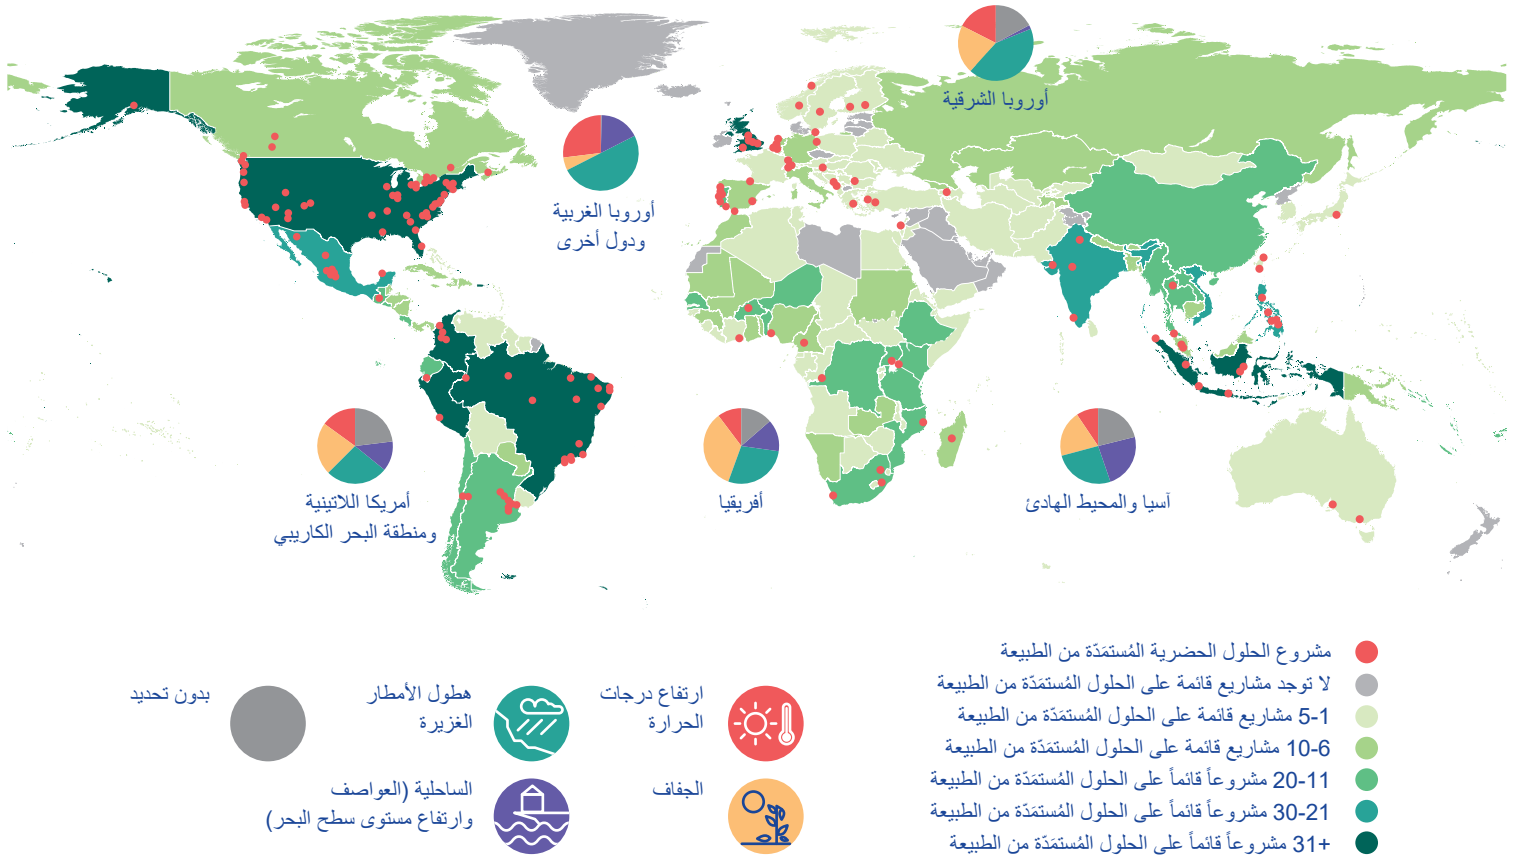 أوروبا الشرقية
أوروبا الغربية
ودول أخرى
أمريكا اللاتينية
ومنطقة البحر الكاريبي
أفريقيا
آسيا والمحيط الهادئ
مشروع الحلول الحضرية المُستمَدّة من الطبيعة
لا توجد مشاريع قائمة على الحلول المُستمَدّة من الطبيعة
5-1 مشاريع قائمة على الحلول المُستمَدّة من الطبيعة
10-6 مشاريع قائمة على الحلول المُستمَدّة من الطبيعة
20-11 مشروعاً قائماً على الحلول المُستمَدّة من الطبيعة
30-21 مشروعاً قائماً على الحلول المُستمَدّة من الطبيعة
+31 مشروعاً قائماً على الحلول المُستمَدّة من الطبيعة
ارتفاع درجات
الحرارة
هطول الأمطار
الغزيرة
بدون تحديد
الجفاف
الساحلية (العواصف
وارتفاع مستوى سطح البحر)